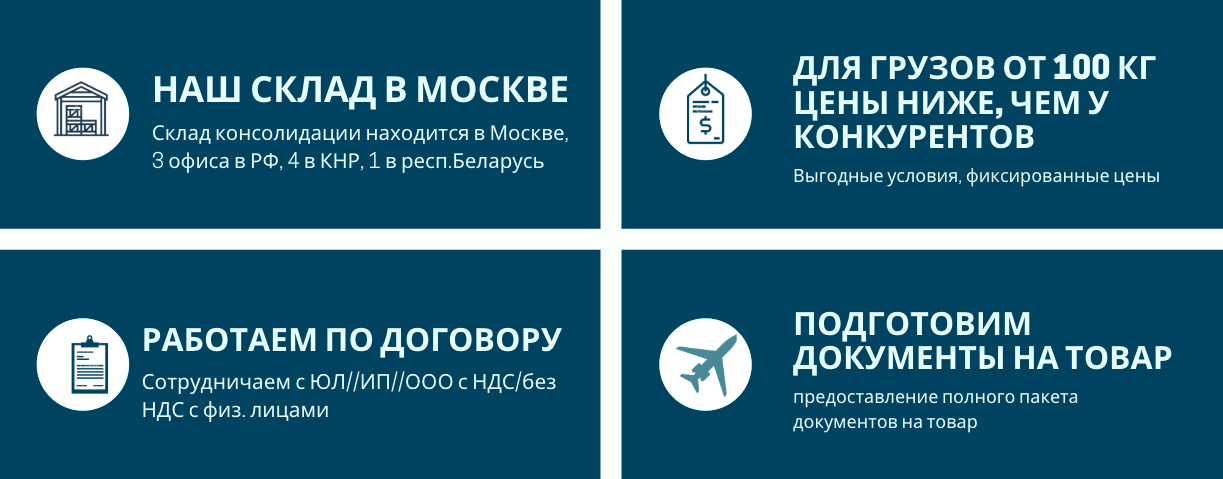 НАШ СКЛАД В МОСКВЕ
Склад консолидации находится в Москве,
3 офиса в РФ, 4 в КНР, 1 в респ.Беларусь
ДЛЯ ГРУЗОВ ОТ 100 КГ
ЦЕНЫ НИЖЕ, ЧЕМ У
КОНКУРЕНТОВ
Выгодные условия, фиксированные цены
РАБОТАЕМ ПО ДОГОВОРУ
Сотрудничаем с ЮЛ//ИП//ООО с НДС/без
НДС с физ. лицами
ПОДГОТОВИМ
ДОКУМЕНТЫ НА ТОВАР
предоставление полного пакета
документов на товар